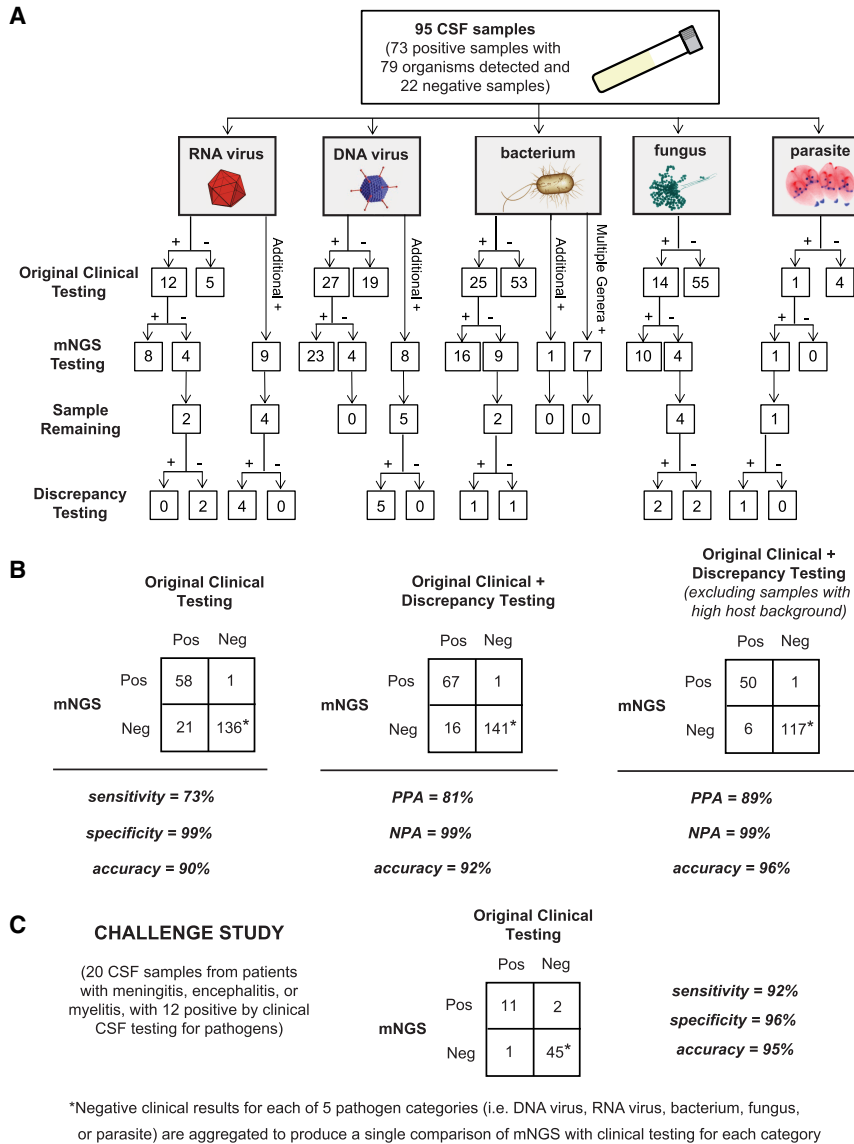 A
95 CSF samples
(73 positive samples with
79 organisms detected and
22 negative samples)
RNA virus
DNA virus
bacterium
fungus
parasite
Additional +
Additional +
Additional +
Multiple Genera +
+ - + - + - + - + -
Original Clinical
Testing
12 5 27 19 25 53 14 55 1 4
mNGS
Testing
8 4 9 23 4 8 16 9 1 7 10 4 1 0
Sample
Remaining
2 4 0 5 2 0 0 4 1
+ - + - + - + - + - + -
Discrepancy
Testing
0 2 4 0 5 0 1 1 2 2 1 0
B
Original Clinical
Testing
Pos Neg
mNGS
Pos 58 1
Neg 21 136*
sensitivity = 73%
specificity = 99%
accuracy = 90%
Original Clinical +
Discrepancy Testing
Pos Neg
mNGS
Pos 67 1
Neg 16 141*
PPA = 81%
NPA = 99%
accuracy = 92%
Original Clinical +
Discrepancy Testing
(excluding samples with
high host background)
Pos Neg
mNGS
Pos 50 1
Neg 6 117*
PPA = 89%
NPA = 99%
accuracy = 96%
C
CHALLENGE STUDY
(20 CSF samples from patients
with meningitis, encephalitis, or
myelitis, with 12 positive by clinical
CSF testing for pathogens)
Original Clinical
Testing
Pos Neg
mNGS
Pos 11 2
Neg 1 45*
sensitivity = 92%
specificity = 96%
accuracy = 95%
*Negative clinical results for each of 5 pathogen categories (i.e. DNA virus, RNA virus, bacterium, fungus,
or parasite) are aggregated to produce a single comparison of mNGS with clinical testing for each category